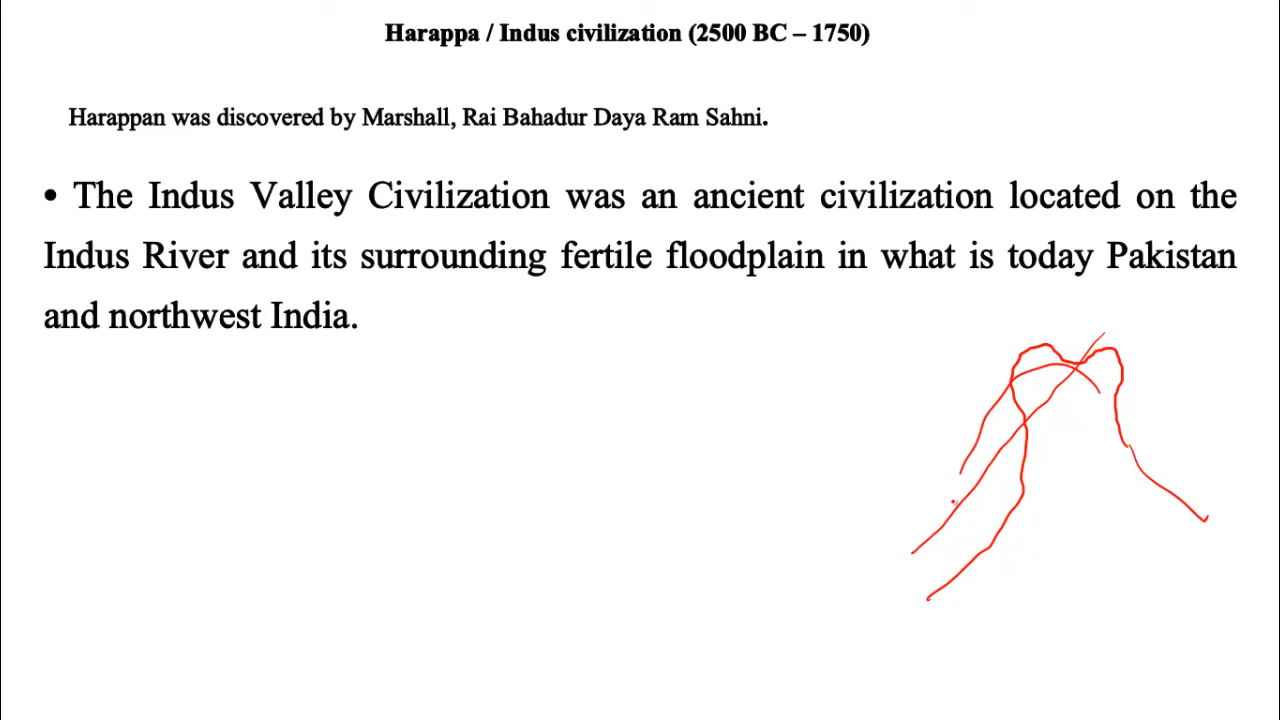 Harappa / Indus civilization (2500 BC – 1750)
Harappan was discovered by Marshall, Rai Bahadur Daya Ram Sahni.
• The Indus Valley Civilization was an ancient civilization located on the
Indus River and its surrounding fertile floodplain in what is today Pakistan
and northwest India.